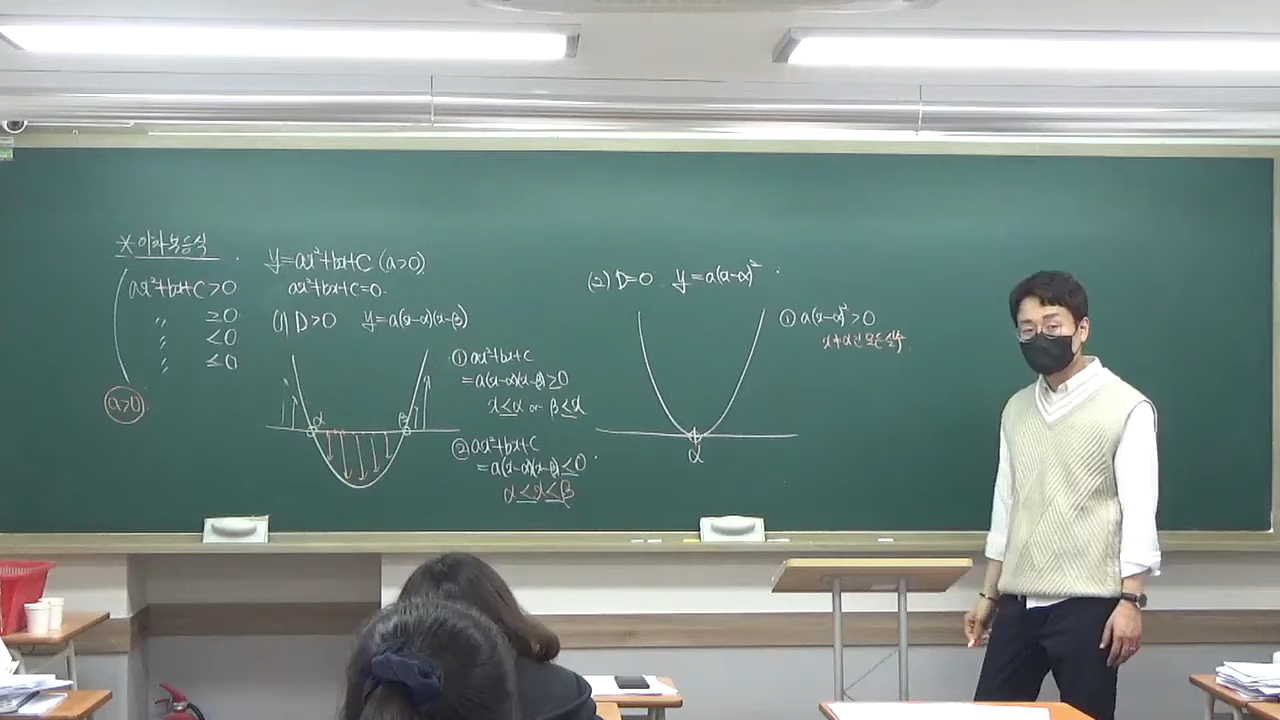 ※ 이차부등식
ax²+bx+C>0
〃 ≥0
〃 <0
〃 ≤0
a>0
y=ax²+bx+C (a>0)
ax²+bx+C=0
(1) D>0 y=a(x-α)(x-β)
α β
① ax²+bx+C
=a(x-α)(x-β)≥0
x≤α or β≤x
② ax²+bx+C
=a(x-α)(x-β)≤0
α≤x≤β
(2) D=0 y=a(x-α)²
α
① a(x-α)²>0
x≠α인 모든 실수